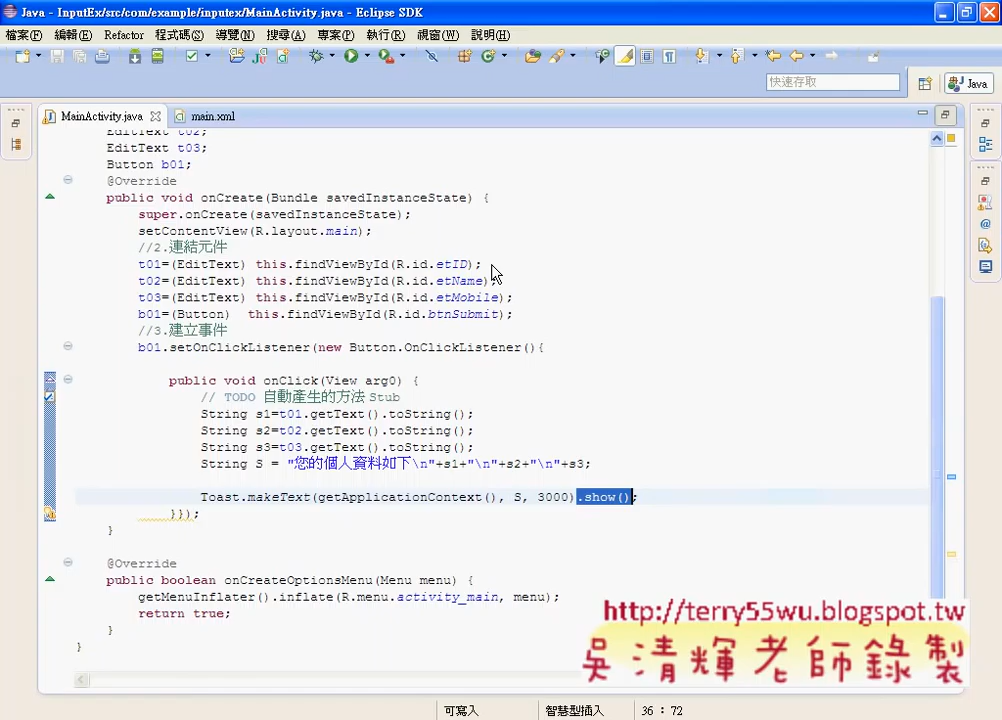 Java - InputEx/src/com/example/inputex/MainActivity.java - Eclipse SDK
檔案(F) 編輯(E) Refactor 程式碼(S) 導覽(N) 搜尋(A) 專案(P) 執行(R) 視窗(W) 說明(H)
快速存取
Java
MainActivity.java main.xml
EditText t02;
EditText t03;
Button b01;
@Override
public void onCreate(Bundle savedInstanceState) {
super.onCreate(savedInstanceState);
setContentView(R.layout.main);
//2.連結元件
t01=(EditText) this.findViewById(R.id.etID);
t02=(EditText) this.findViewById(R.id.etName);
t03=(EditText) this.findViewById(R.id.etMobile);
b01=(Button) this.findViewById(R.id.btnSubmit);
//3.建立事件
b01.setOnClickListener(new Button.OnClickListener(){
public void onClick(View arg0) {
// TODO 自動產生的方法 Stub
String s1=t01.getText().toString();
String s2=t02.getText().toString();
String s3=t03.getText().toString();
String S = "您的個人資料如下\n"+s1+"\n"+s2+"\n"+s3;
Toast.makeText(getApplicationContext(), S, 3000).show();
}});
}
@Override
public boolean onCreateOptionsMenu(Menu menu) {
getMenuInflater().inflate(R.menu.activity_main, menu);
return true;
}
}
http://terry55wu.blogspot.tw
吳清輝老師錄製
可寫入 智慧型插入 36 : 72